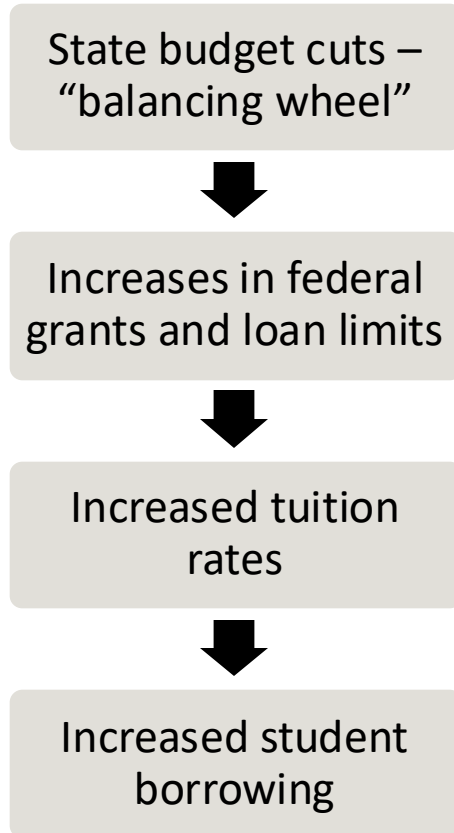 State budget cuts –
“balancing wheel”
Increases in federal
grants and loan limits
Increased tuition
rates
Increased student
borrowing